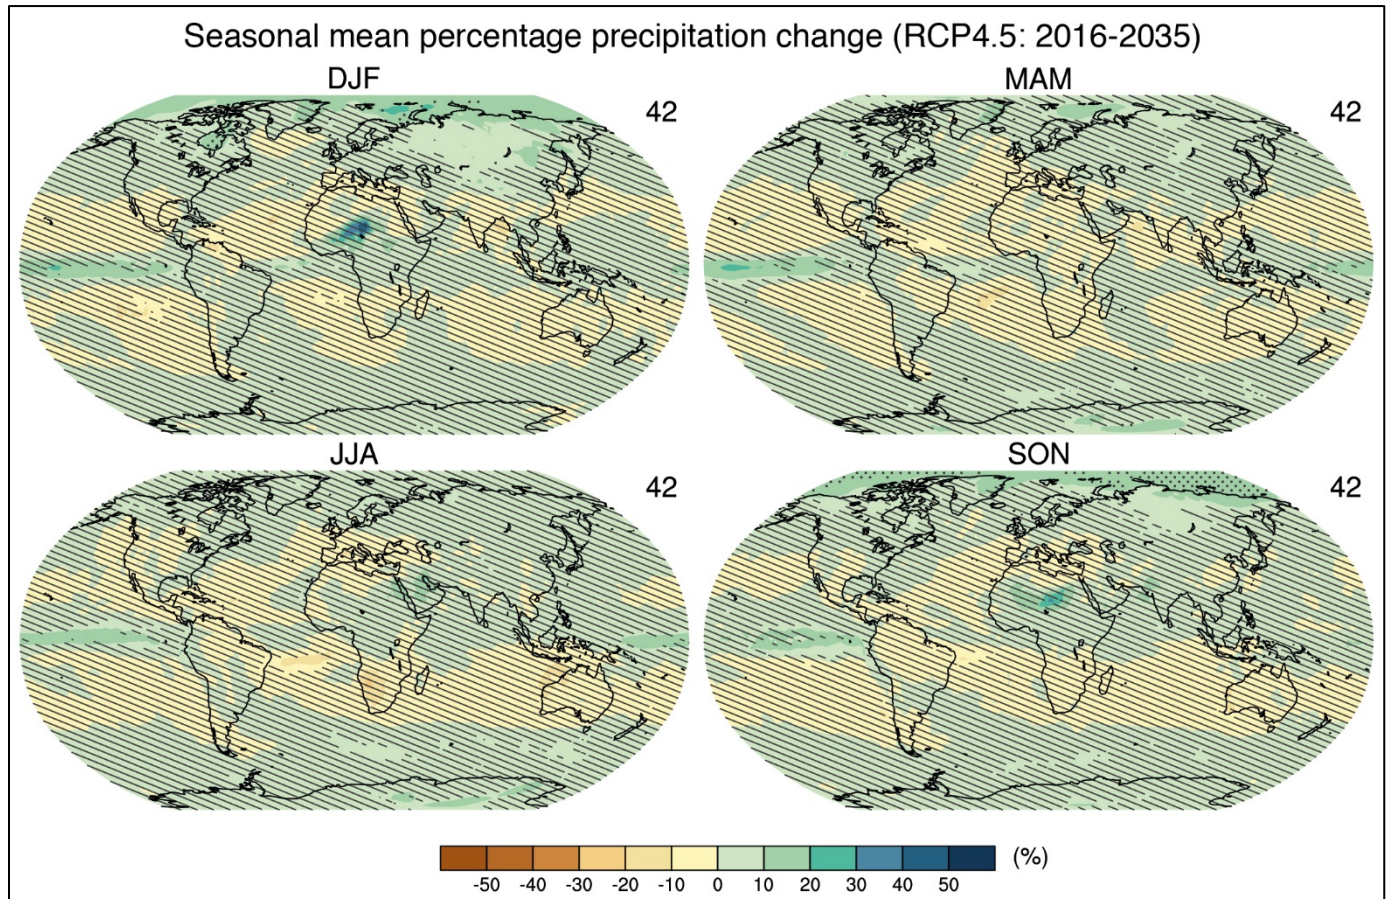 Seasonal mean percentage precipitation change (RCP4.5: 2016-2035)
DJF
MAM
42
42
JJA
SON
42
42
(%)
-50 -40 -30 -20 -10 0 10 20 30 40 50